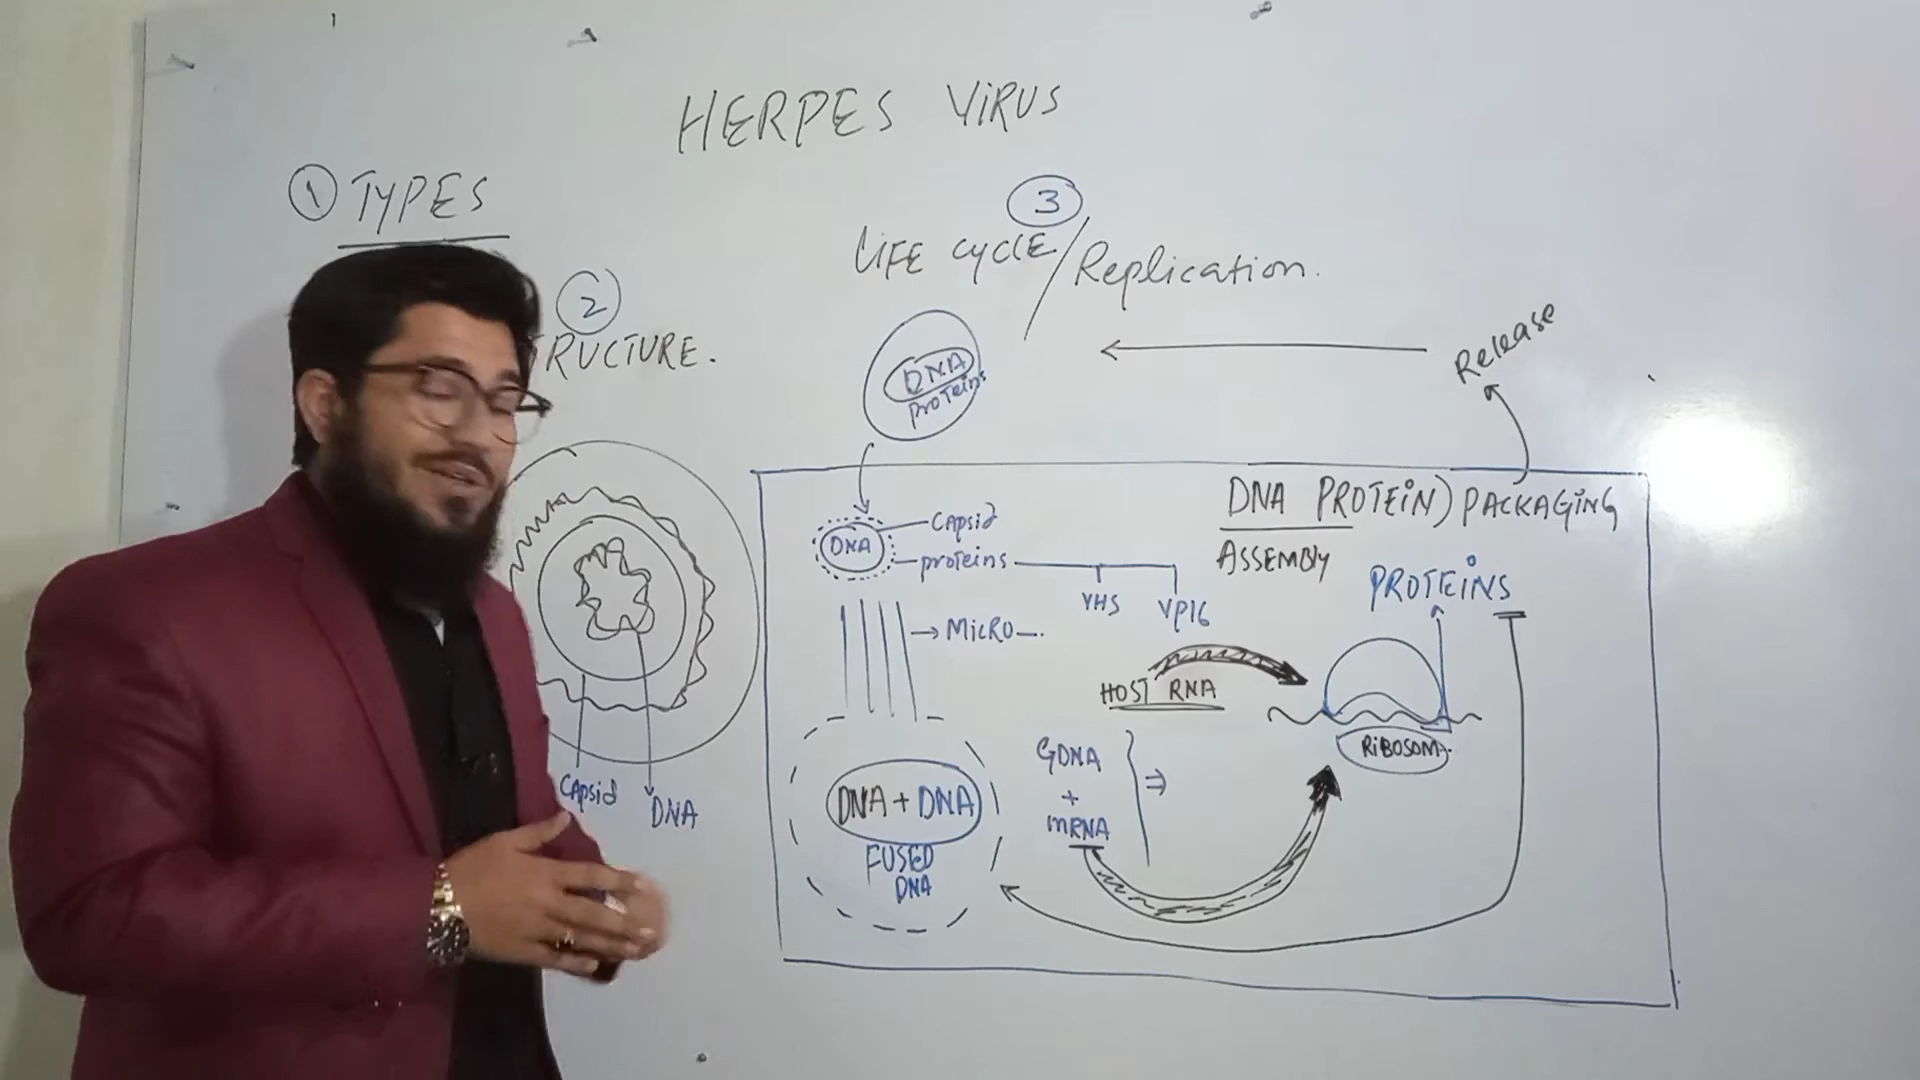 HERPES VIRUS
① TYPES
2
TRUCTURE.
Capsid
DNA
3
LIFE CYCLE/Replication.
DNA
Proteins
Release
DNA
Capsid
proteins
VHS
VP16
MICRO
DNA PROTEIN) PACKAGING
ASSEMBLY
PROTEINS
HOST RNA
RIBOSOM
GDNA
+
mRNA
DNA + DNA
FUSED
DNA